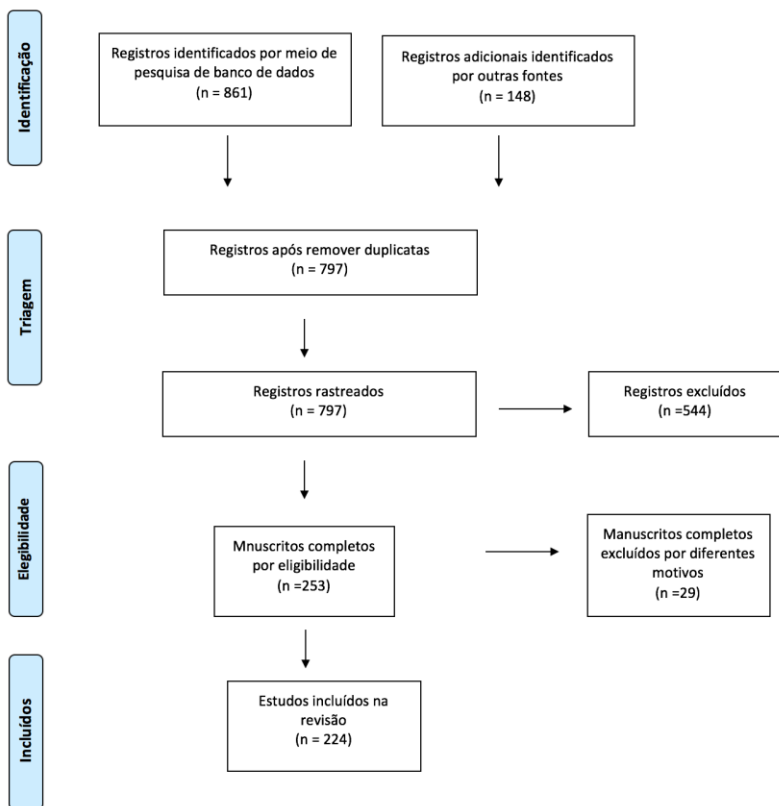 Identificação
Registros identificados por meio de
pesquisa de banco de dados
(n = 861)
Registros adicionais identificados
por outras fontes
(n = 148)
Triagem
Registros após remover duplicatas
(n = 797)
Registros rastreados
(n = 797)
Registros excluídos
(n =544)
Elegibilidade
Mnuscritos completos
por eligibilidade
(n =253)
Manuscritos completos
excluídos por diferentes
motivos
(n =29)
Incluídos
Estudos incluídos na
revisão
(n = 224)